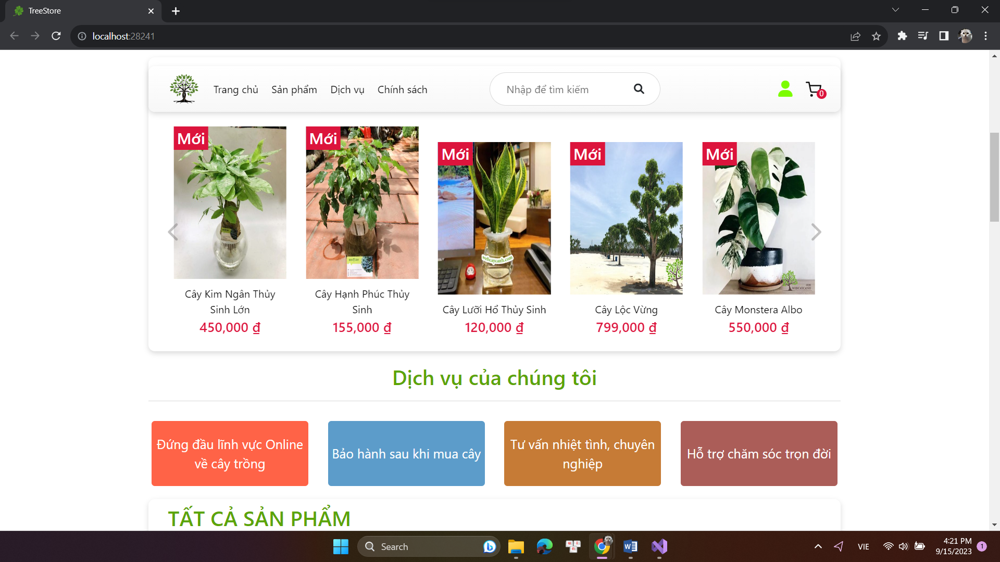 TreeStore
localhost:28241
Trang chủ
Sản phẩm
Dịch vụ
Chính sách
Nhập để tìm kiếm
0
Mới
Mới
Mới
Mới
Mới
webcaycanh.com
WEBCAYCANH
.com
Cây Kim Ngân Thủy
Sinh Lớn
450,000 ₫
Cây Hạnh Phúc Thủy
Sinh
155,000 ₫
Cây Lưỡi Hổ Thủy Sinh
120,000 ₫
Cây Lộc Vừng
799,000 ₫
Cây Monstera Albo
550,000 ₫
Dịch vụ của chúng tôi
Đứng đầu lĩnh vực Online
về cây trồng
Bảo hành sau khi mua cây
Tư vấn nhiệt tình, chuyên
nghiệp
Hỗ trợ chăm sóc trọn đời
TẤT CẢ SẢN PHẨM
Search
VIE
4:21 PM
9/15/2023
1